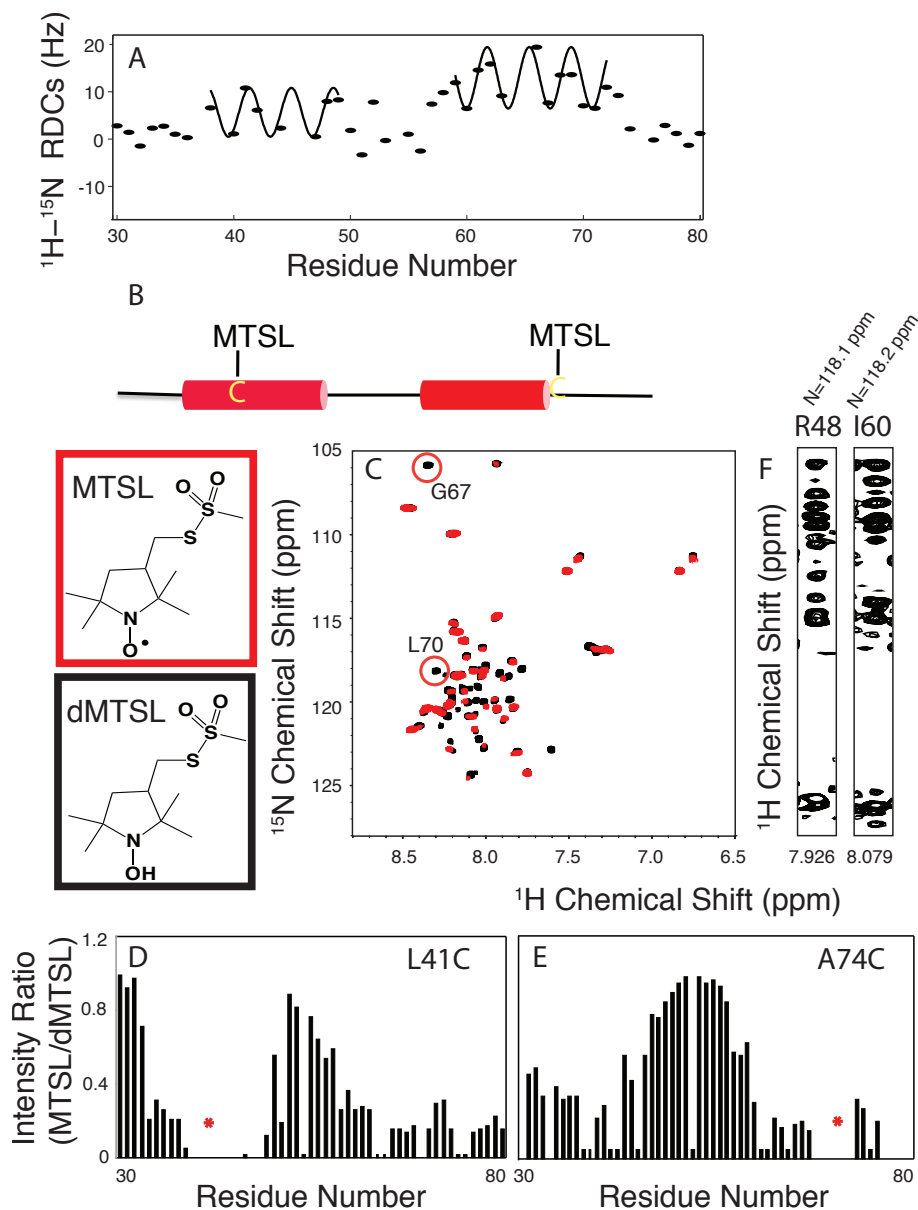 A
¹H–¹⁵N RDCs (Hz)
20
10
0
-10
30 40 50 60 70 80
Residue Number
B
MTSL
MTSL
C
C
MTSL
O
O
S
S
N
O•
dMTSL
O
O
S
S
N
OH
C
G67
L70
105
110
115
120
125
¹⁵N Chemical Shift (ppm)
8.5 8.0 7.5 7.0 6.5
¹H Chemical Shift (ppm)
N=118.1 ppm
N=118.2 ppm
R48 I60
F
¹H Chemical Shift (ppm)
7.926 8.079
D
L41C
1.2
0.8
0.4
0
Intensity Ratio
(MTSL/dMTSL)
*
30 80
Residue Number
E
A74C
*
30 80
Residue Number